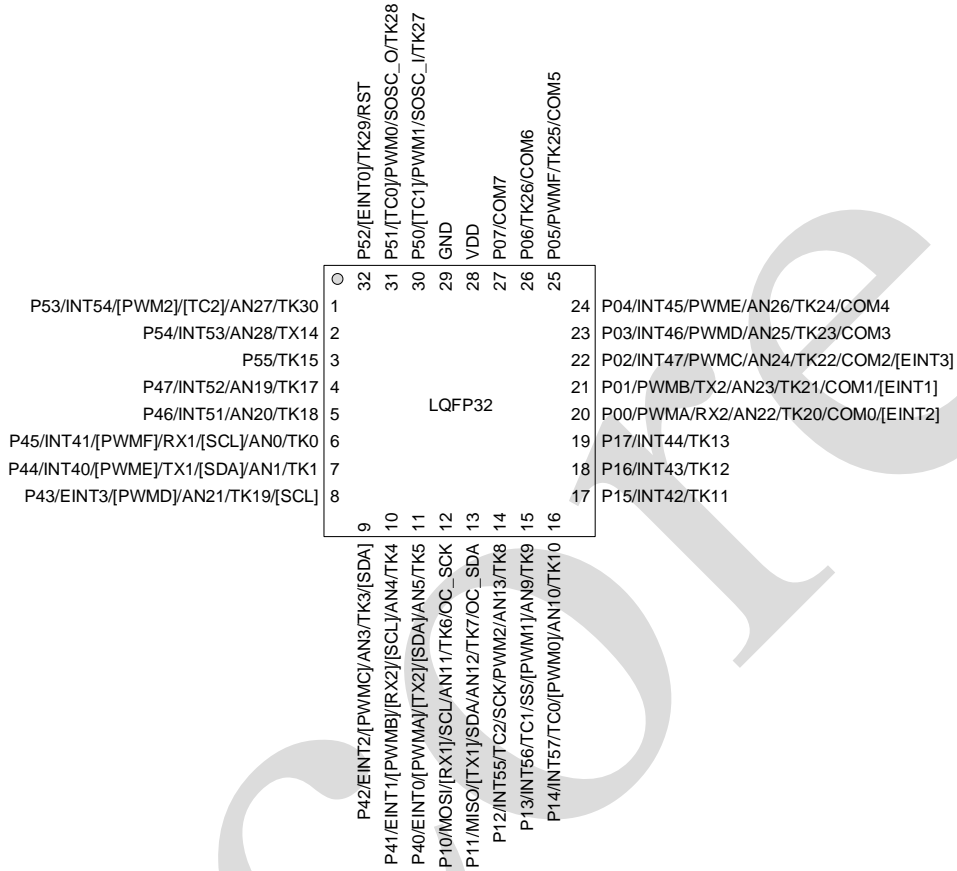 P52/[EINT0]/TK29/RST
P51/[TC0]/PWM0/SOSC_O/TK28
P50/[TC1]/PWM1/SOSC_I/TK27
GND
VDD
P07/COM7
P06/TK26/COM6
P05/PWMF/TK25/COM5
32
31
30
29
28
27
26
25
P53/INT54/[PWM2]/[TC2]/AN27/TK30 1
P54/INT53/AN28/TX14 2
P55/TK15 3
P47/INT52/AN19/TK17 4
P46/INT51/AN20/TK18 5
P45/INT41/[PWMF]/RX1/[SCL]/AN0/TK0 6
P44/INT40/[PWME]/TX1/[SDA]/AN1/TK1 7
P43/EINT3/[PWMD]/AN21/TK19/[SCL] 8
LQFP32
24 P04/INT45/PWME/AN26/TK24/COM4
23 P03/INT46/PWMD/AN25/TK23/COM3
22 P02/INT47/PWMC/AN24/TK22/COM2/[EINT3]
21 P01/PWMB/TX2/AN23/TK21/COM1/[EINT1]
20 P00/PWMA/RX2/AN22/TK20/COM0/[EINT2]
19 P17/INT44/TK13
18 P16/INT43/TK12
17 P15/INT42/TK11
9
10
11
12
13
14
15
16
P42/EINT2/[PWMC]/AN3/TK3/[SDA]
P41/EINT1/[PWMB]/[RX2]/[SCL]/AN4/TK4
P40/EINT0/[PWMA]/[TX2]/[SDA]/AN5/TK5
P10/MOSI/[RX1]/SCL/AN11/TK6/OC_SCK
P11/MISO/[TX1]/SDA/AN12/TK7/OC_SDA
P12/INT55/TC2/SCK/PWM2/AN13/TK8
P13/INT56/TC1/SS/[PWM1]/AN9/TK9
P14/INT57/TC0/[PWM0]/AN10/TK10
core